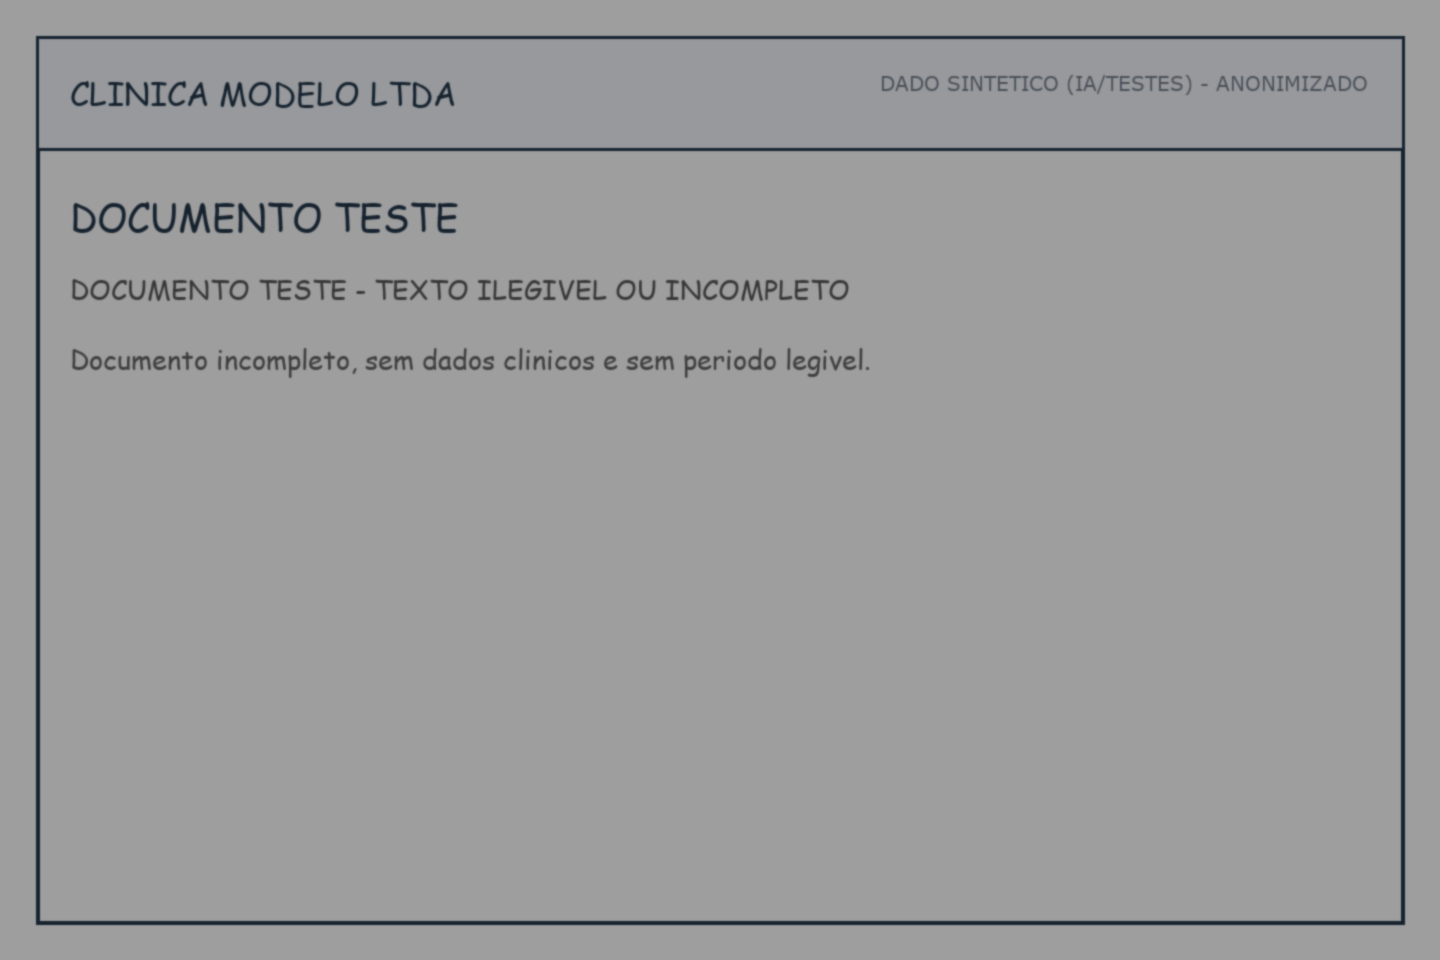 CLINICA MODELO LTDA
DADO SINTETICO (IA/TESTES) - ANONIMIZADO
DOCUMENTO TESTE
DOCUMENTO TESTE - TEXTO ILEGIVEL OU INCOMPLETO
Documento incompleto, sem dados clinicos e sem periodo legivel.